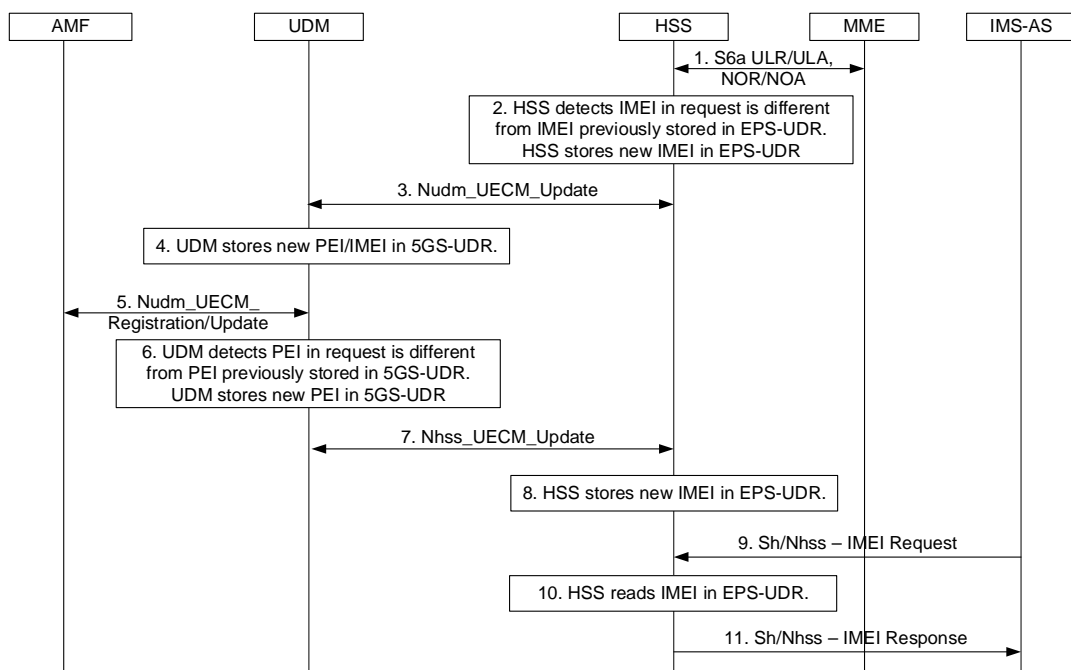 AMF
UDM
HSS
MME
IMS-AS
1. S6a ULR/ULA,
NOR/NOA
2. HSS detects IMEI in request is different
from IMEI previously stored in EPS-UDR.
HSS stores new IMEI in EPS-UDR
3. Nudm_UECM_Update
4. UDM stores new PEI/IMEI in 5GS-UDR.
5. Nudm_UECM_
Registration/Update
6. UDM detects PEI in request is different
from PEI previously stored in 5GS-UDR.
UDM stores new PEI in 5GS-UDR
7. Nhss_UECM_Update
8. HSS stores new IMEI in EPS-UDR.
9. Sh/Nhss – IMEI Request
10. HSS reads IMEI in EPS-UDR.
11. Sh/Nhss – IMEI Response